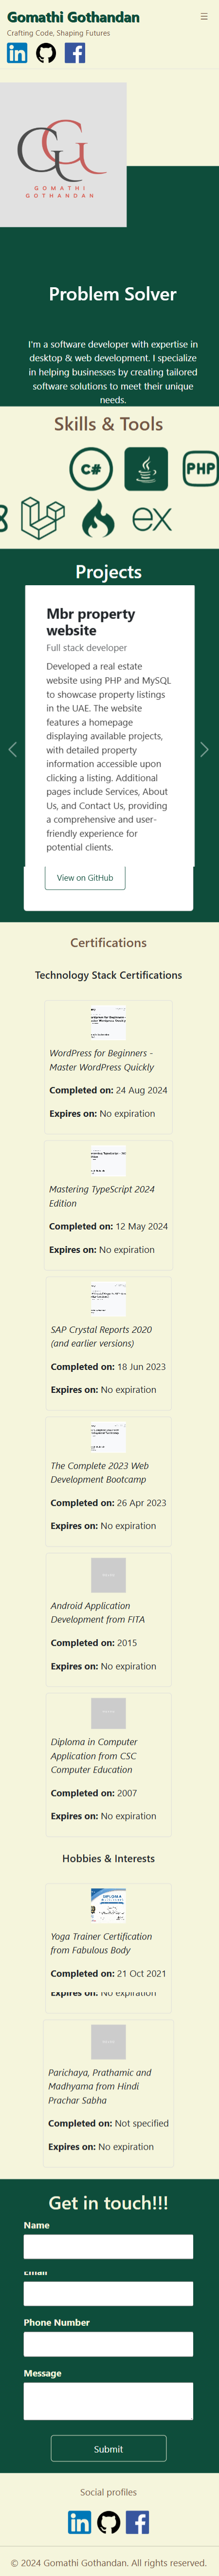 Gomathi Gothandan
☰
Crafting Code, Shaping Futures
GOMATHI
GOTHANDAN
Problem Solver
I'm a software developer with expertise in
desktop & web development. I specialize
in helping businesses by creating tailored
software solutions to meet their unique
needs.
Skills & Tools
C#
Java
PHP
ex
Projects
Mbr property
website
Full stack developer
Developed a real estate
website using PHP and MySQL
to showcase property listings
in the UAE. The website
features a homepage
displaying available projects,
with detailed property
information accessible upon
clicking a listing. Additional
pages include Services, About
Us, and Contact Us, providing
a comprehensive and user-
friendly experience for
potential clients.
View on GitHub
Certifications
Technology Stack Certifications
WordPress for Beginners -
Master WordPress Quickly
Completed on: 24 Aug 2024
Expires on: No expiration
Mastering TypeScript 2024
Edition
Completed on: 12 May 2024
Expires on: No expiration
SAP Crystal Reports 2020
(and earlier versions)
Completed on: 18 Jun 2023
Expires on: No expiration
The Complete 2023 Web
Development Bootcamp
Completed on: 26 Apr 2023
Expires on: No expiration
Android Application
Development from FITA
Completed on: 2015
Expires on: No expiration
Diploma in Computer
Application from CSC
Computer Education
Completed on: 2007
Expires on: No expiration
Hobbies & Interests
DIPLOMA
Yoga Trainer Certification
from Fabulous Body
Completed on: 21 Oct 2021
Expires on: No expiration
Parichaya, Prathamic and
Madhyama from Hindi
Prachar Sabha
Completed on: Not specified
Expires on: No expiration
Get in touch!!!
Name
Email
Phone Number
Message
Submit
Social profiles
© 2024 Gomathi Gothandan. All rights reserved.